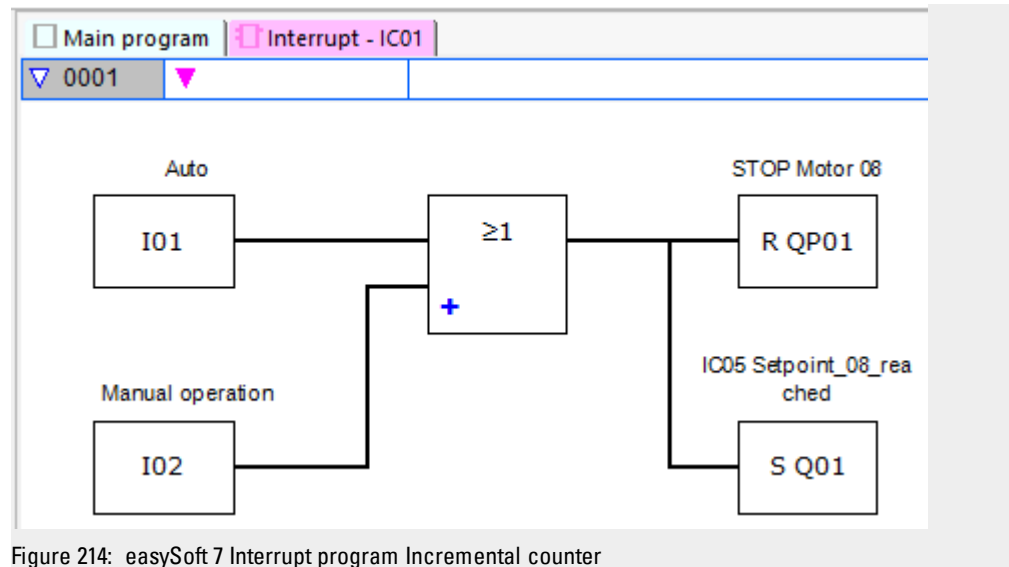 Main program
Interrupt - IC01
0001
Auto
STOP Motor 08
I01
≥1
R QP01
+
IC05 Setpoint_08_rea
ched
Manual operation
I02
S Q01
Figure 214: easySoft 7 Interrupt program Incremental counter